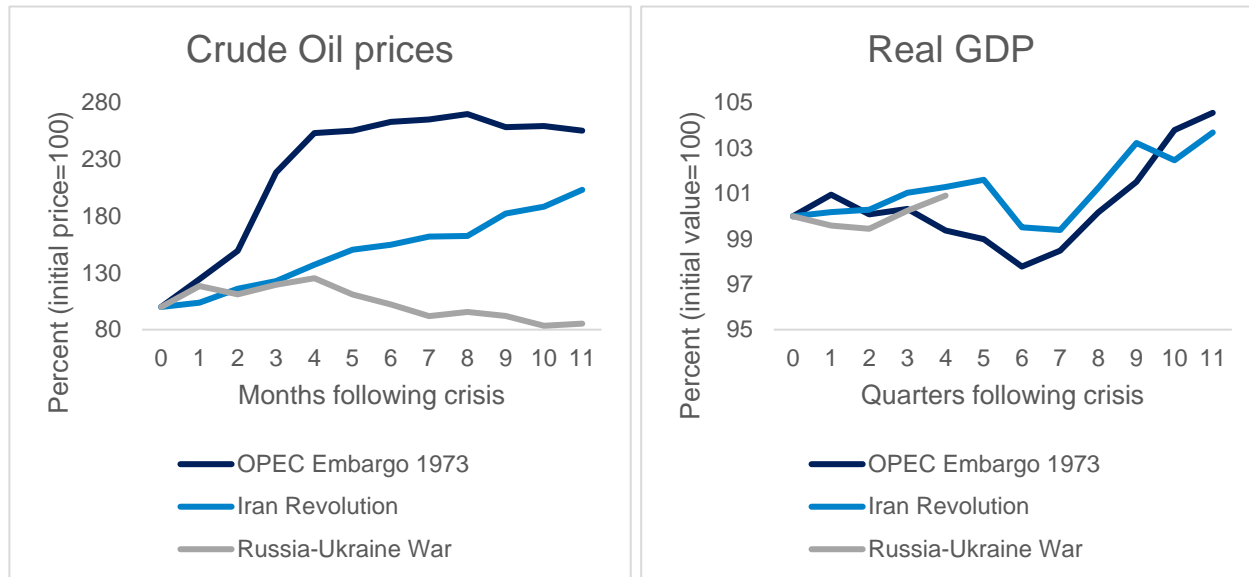 Crude Oil prices
Percent (initial price=100)
280
230
180
130
80
0 1 2 3 4 5 6 7 8 9 10 11
Months following crisis
OPEC Embargo 1973
Iran Revolution
Russia-Ukraine War
Real GDP
Percent (initial value=100)
105
103
101
99
97
95
0 1 2 3 4 5 6 7 8 9 10 11
Quarters following crisis
OPEC Embargo 1973
Iran Revolution
Russia-Ukraine War